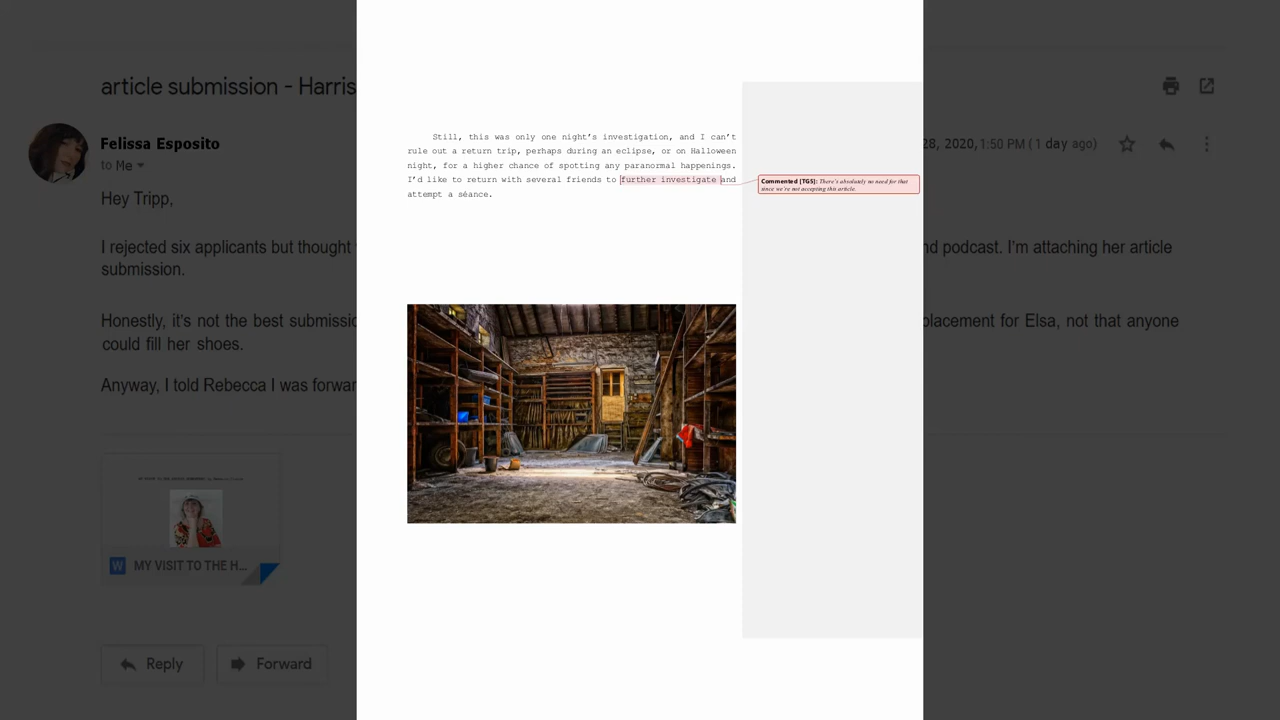 article submission - Harris
Felissa Esposito
to Me
28, 2020, 1:50 PM (1 day ago)
Hey Tripp,
I rejected six applicants but thought
nd podcast. I'm attaching her article
submission.
Honestly, it's not the best submissio
placement for Elsa, not that anyone
could fill her shoes.
Anyway, I told Rebecca I was forwar
W MY VISIT TO THE H...
Reply
Forward
Still, this was only one night's investigation, and I can't
rule out a return trip, perhaps during an eclipse, or on Halloween
night, for a higher chance of spotting any paranormal happenings.
I'd like to return with several friends to further investigate and
attempt a séance.
Commented [TG5]: There's absolutely no need for that
since we're not accepting this article.